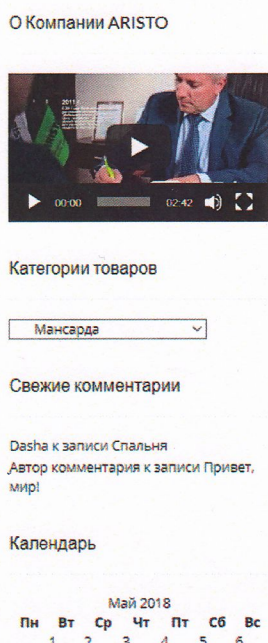 О Компании ARISTO
2011 г.
00:00 02:42
Категории товаров
Мансарда
Свежие комментарии
Dasha к записи Спальня
Автор комментария к записи Привет,
мир!
Календарь
Май 2018
Пн Вт Ср Чт Пт Сб Вс
1 2 3 4 5 6